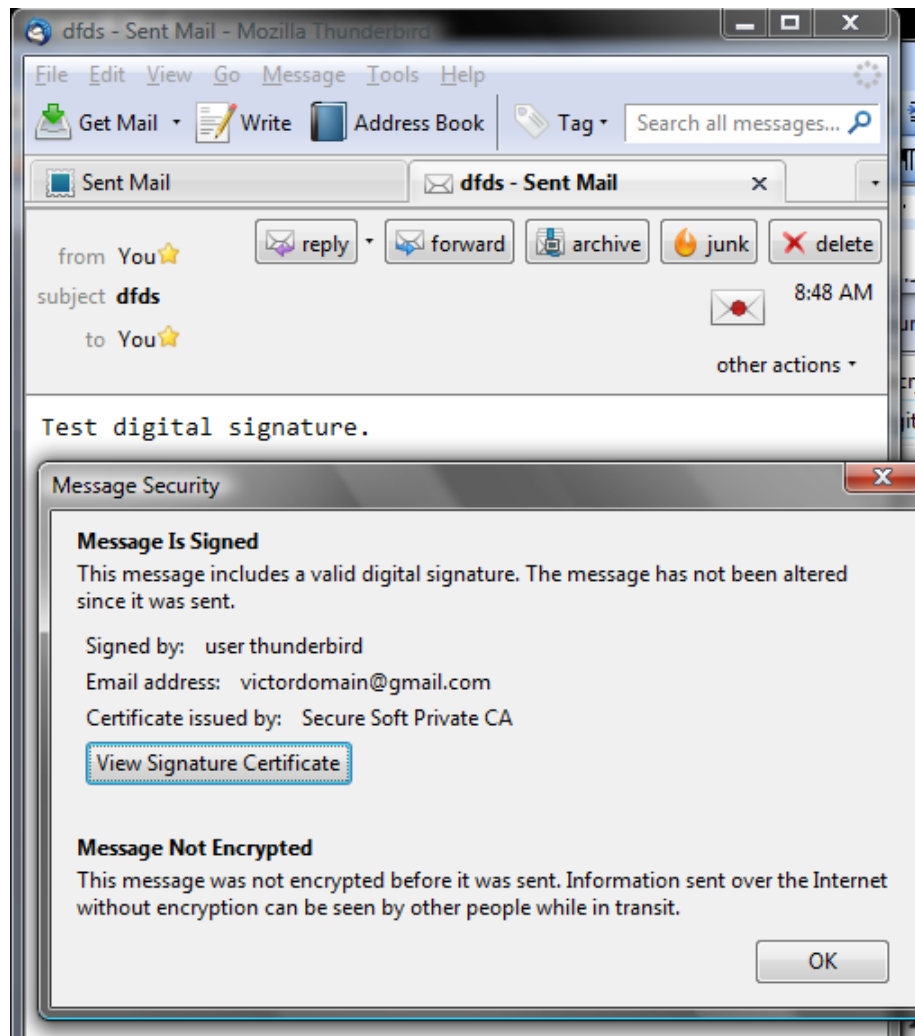 dfds - Sent Mail - Mozilla Thunderbird
File Edit View Go Message Tools Help
Get Mail Write Address Book Tag Search all messages...
Sent Mail dfds - Sent Mail
from You reply forward archive junk delete
subject dfds 8:48 AM
to You
other actions
Test digital signature.
Message Security
Message Is Signed
This message includes a valid digital signature. The message has not been altered
since it was sent.
Signed by: user thunderbird
Email address: victordomain@gmail.com
Certificate issued by: Secure Soft Private CA
View Signature Certificate
Message Not Encrypted
This message was not encrypted before it was sent. Information sent over the Internet
without encryption can be seen by other people while in transit.
OK